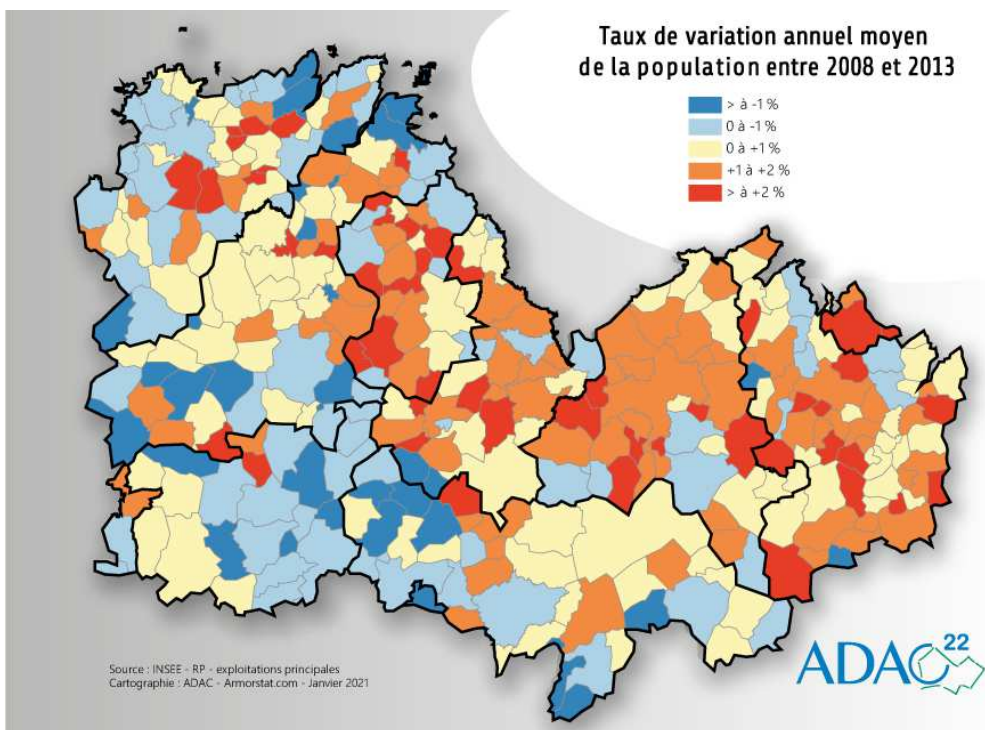 Taux de variation annuel moyen
de la population entre 2008 et 2013
> à -1 %
0 à -1%
0 à +1%
+1 à +2 %
> à +2 %
Source : INSEE - RP - exploitations principales
Cartographie : ADAC - Armorstat.com - Janvier 2021
ADAC 22